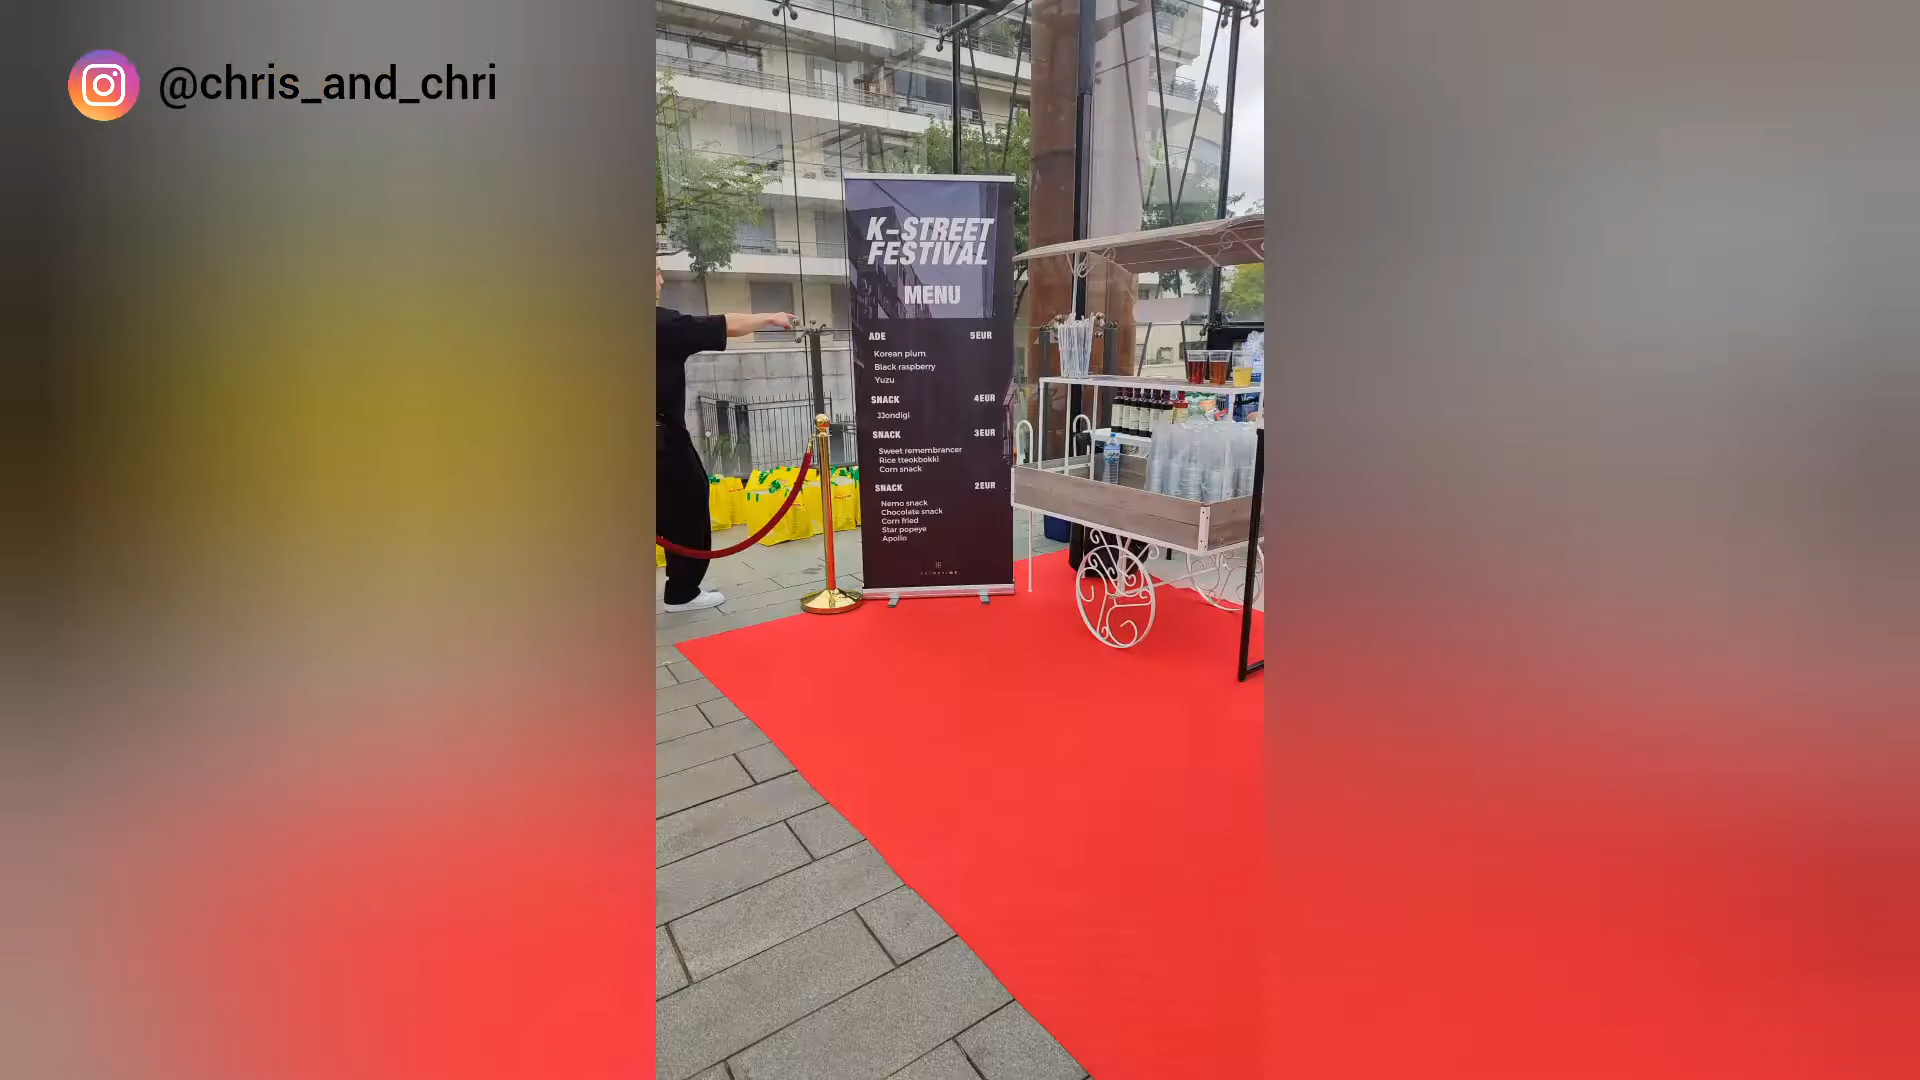 @chris_and_chri
K-STREET
FESTIVAL
MENU
ADE 5EUR
Korean plum
Black raspberry
Yuzu
SNACK 4EUR
JJondigi
SNACK 3EUR
Sweet remembrancer
Rice tteokbokki
Corn snack
SNACK 2EUR
Nemo snack
Chocolate snack
Corn fried
Star popeye
Apollo